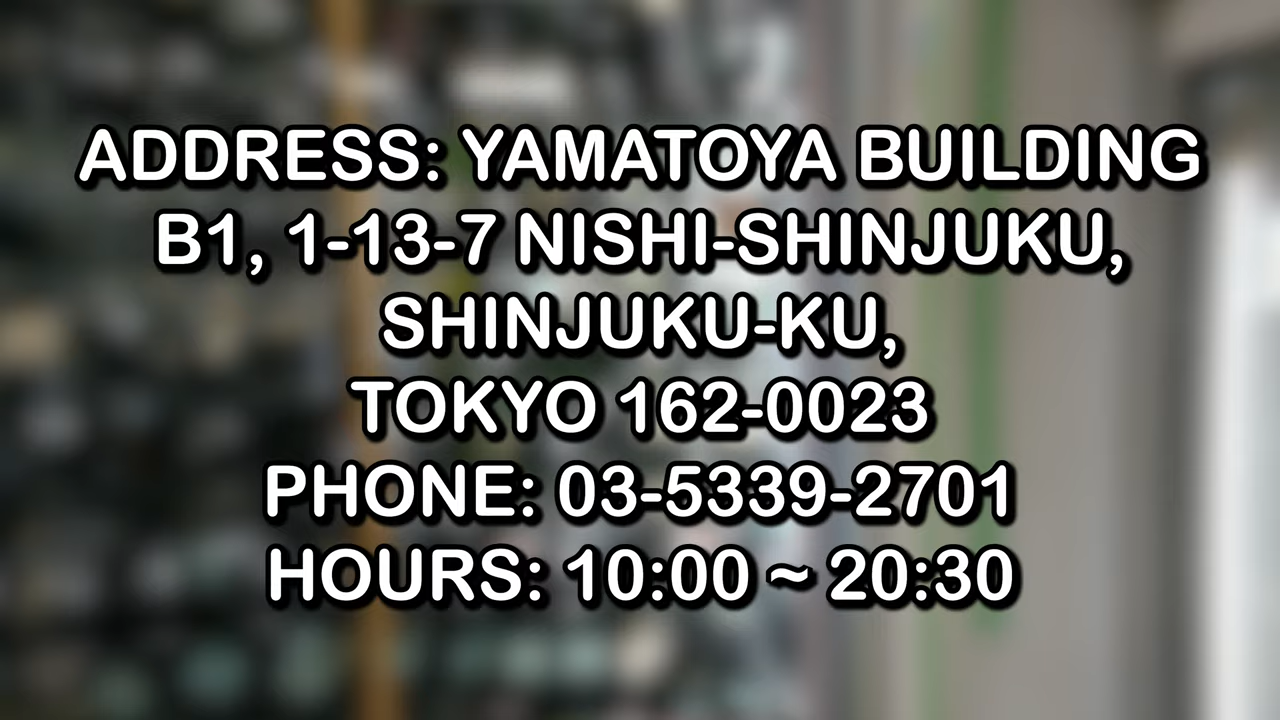 ADDRESS: YAMATOYA BUILDING
B1, 1-13-7 NISHI-SHINJUKU,
SHINJUKU-KU,
TOKYO 162-0023
PHONE: 03-5339-2701
HOURS: 10:00 ~ 20:30